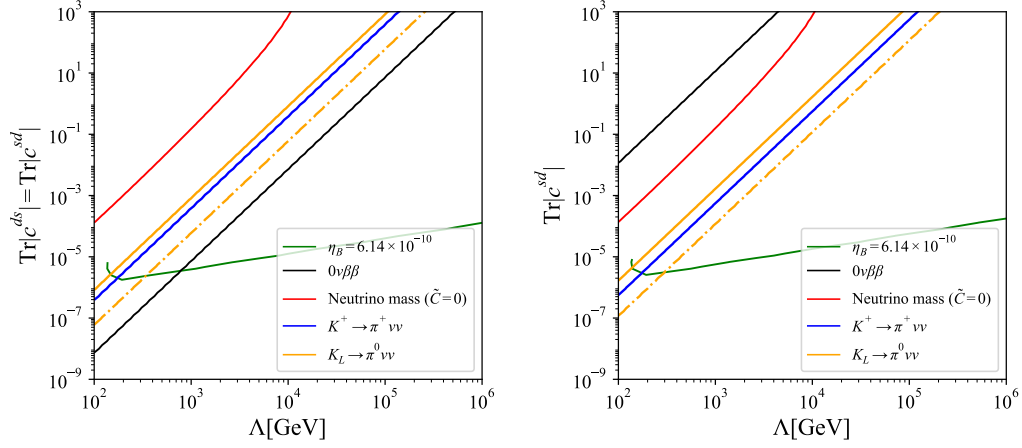 Tr|c^{ds}| = Tr|c^{sd}|
10^3
10^1
10^{-1}
10^{-3}
10^{-5}
10^{-7}
10^{-9}
η_B = 6.14 × 10^{-10}
0νββ
Neutrino mass (C̃ = 0)
K^+ → π^+ νν
K_L → π^0 νν
10^2 10^3 10^4 10^5 10^6
Λ[GeV]
Tr|c^{sd}|
10^3
10^1
10^{-1}
10^{-3}
10^{-5}
10^{-7}
10^{-9}
η_B = 6.14 × 10^{-10}
0νββ
Neutrino mass (C̃ = 0)
K^+ → π^+ νν
K_L → π^0 νν
10^2 10^3 10^4 10^5 10^6
Λ[GeV]